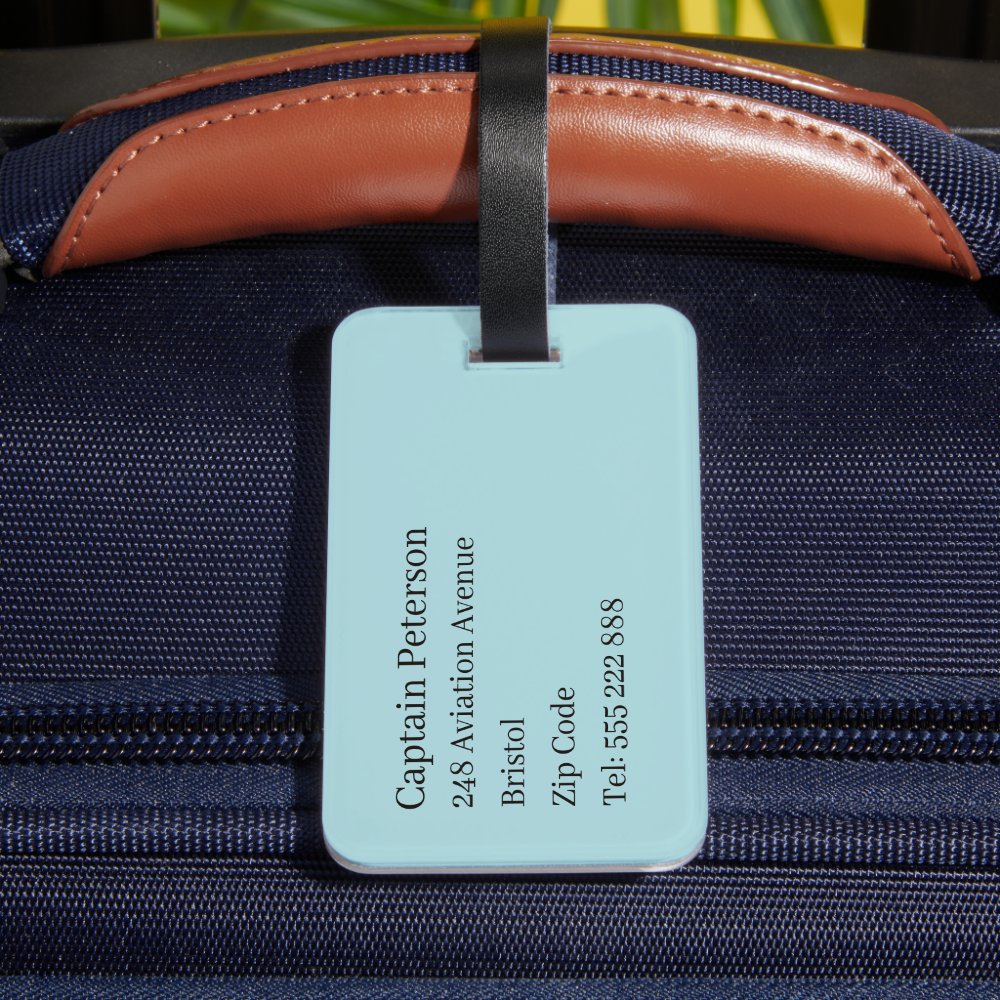 Captain Peterson
248 Aviation Avenue
Bristol
Zip Code
Tel: 555 222 888